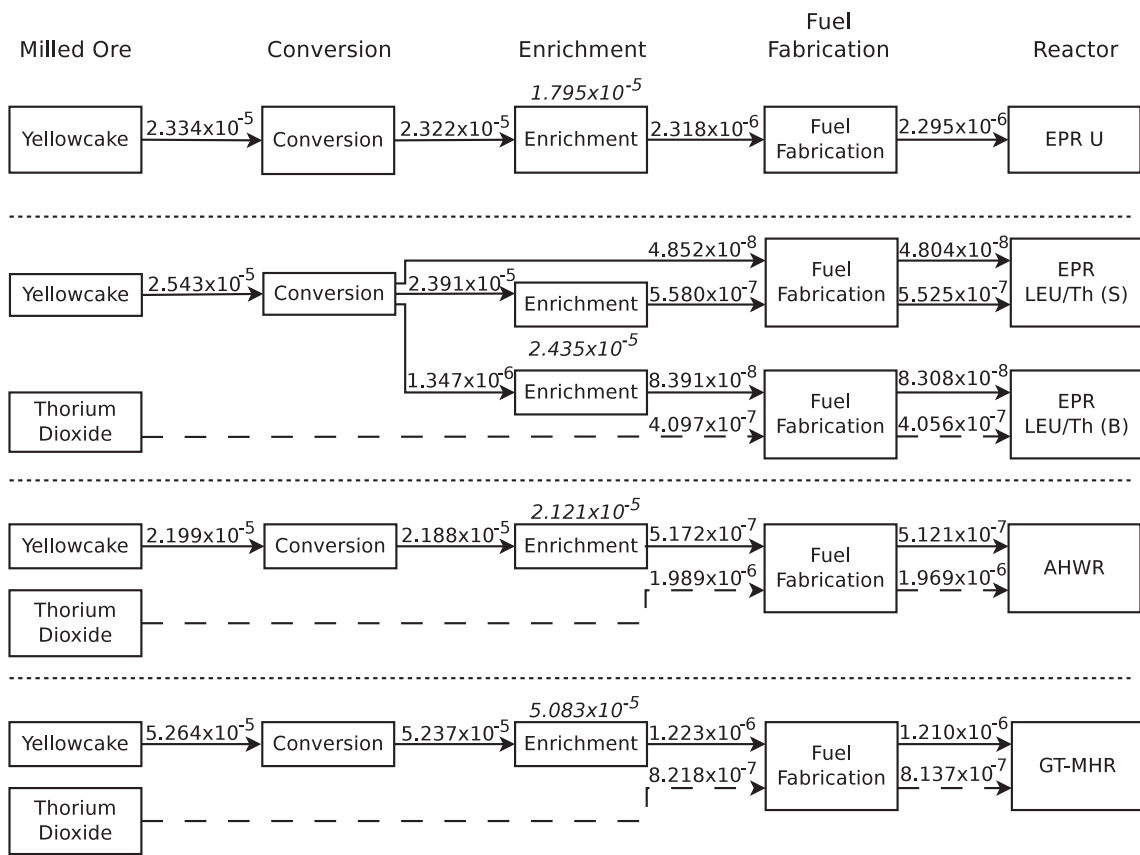 Milled Ore
Conversion
Enrichment
Fuel
Fabrication
Reactor
1.795x10⁻⁵
Yellowcake
2.334x10⁻⁵
Conversion
2.322x10⁻⁵
Enrichment
2.318x10⁻⁶
Fuel
Fabrication
2.295x10⁻⁶
EPR U
Yellowcake
2.543x10⁻⁵
Conversion
4.852x10⁻⁸
2.391x10⁻⁵
Enrichment
5.580x10⁻⁷
Fuel
Fabrication
4.804x10⁻⁸
5.525x10⁻⁷
EPR
LEU/Th (S)
2.435x10⁻⁵
1.347x10⁻⁶
Enrichment
8.391x10⁻⁸
Thorium
Dioxide
4.097x10⁻⁷
Fuel
Fabrication
8.308x10⁻⁸
4.056x10⁻⁷
EPR
LEU/Th (B)
2.121x10⁻⁵
Yellowcake
2.199x10⁻⁵
Conversion
2.188x10⁻⁵
Enrichment
5.172x10⁻⁷
Thorium
Dioxide
1.989x10⁻⁶
Fuel
Fabrication
5.121x10⁻⁷
1.969x10⁻⁶
AHWR
5.083x10⁻⁵
Yellowcake
5.264x10⁻⁵
Conversion
5.237x10⁻⁵
Enrichment
1.223x10⁻⁶
Thorium
Dioxide
8.218x10⁻⁷
Fuel
Fabrication
1.210x10⁻⁶
8.137x10⁻⁷
GT-MHR